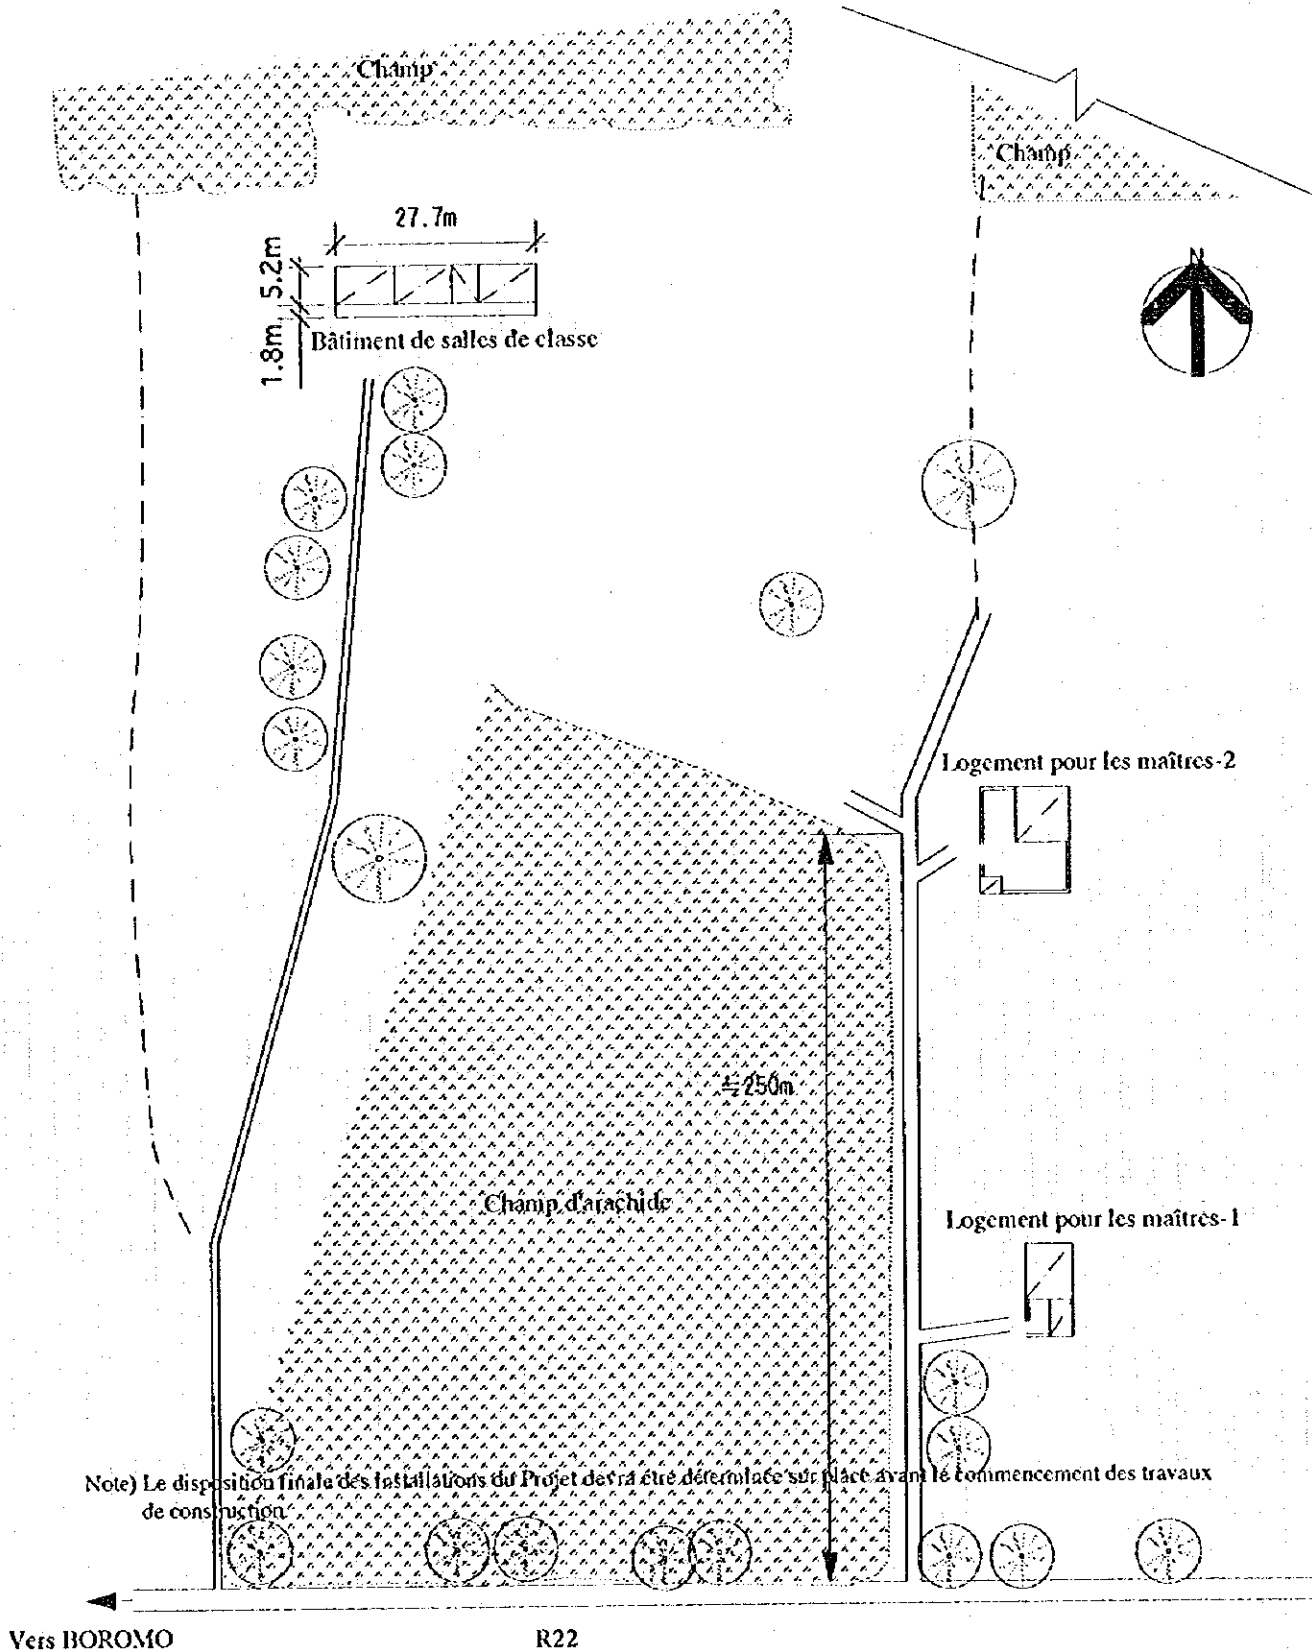 Champ
Champ
27.7m
5.2m
1.8m
N
Bâtiment de salles de classe
Logement pour les maîtres-2
≒250m
Champ d'arachide
Logement pour les maîtres-1
Note) Le disposition finale des Installations du Projet devra être déterminée sur place avant le commencement des travaux
de construction.
Vers BOROMO
R22